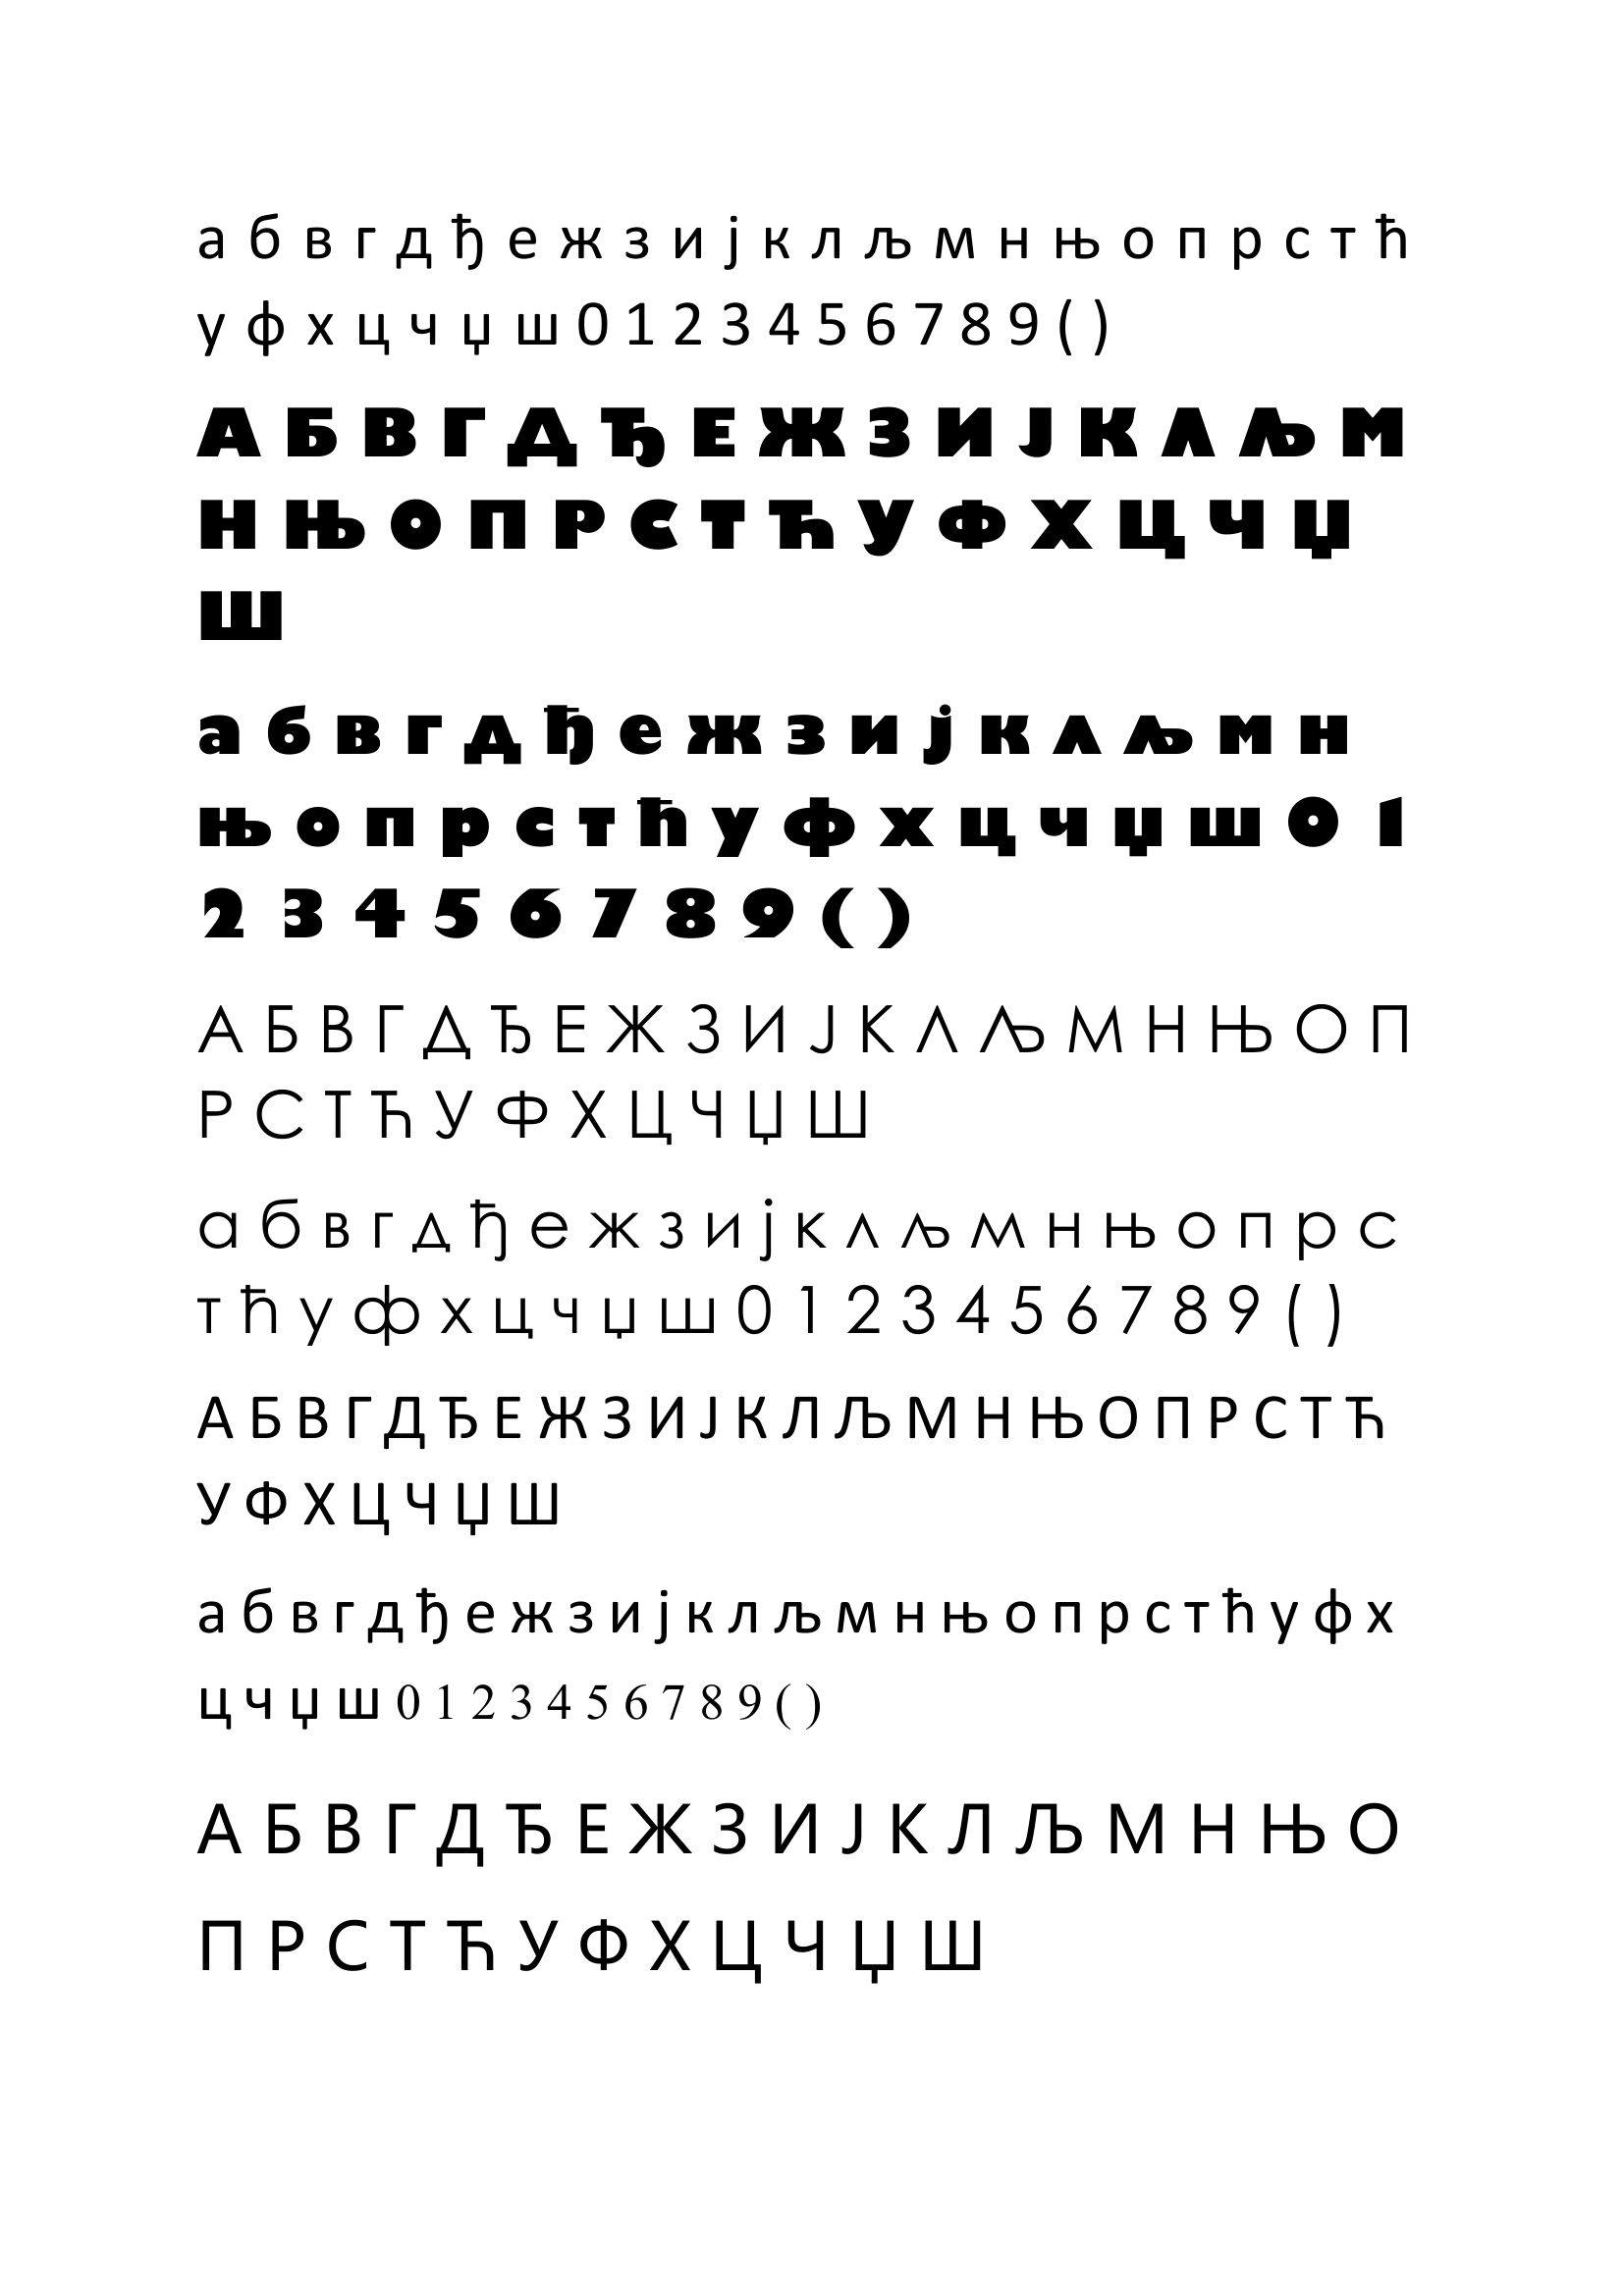 а б в г д ђ е ж з и ј к л љ м н њ о п р с т ћ
у ф х ц ч џ ш 0 1 2 3 4 5 6 7 8 9 ( )
А Б В Г Д Ђ Е Ж З И Ј К Л Љ М
Н Њ О П Р С Т Ћ У Ф Х Ц Ч Џ
Ш
а б в г д ђ е ж з и ј к л љ м н
њ о п р с т ћ у ф х ц ч џ ш 0 1
2 3 4 5 6 7 8 9 ( )
А Б В Г Д Ђ Е Ж З И Ј К Л Љ М Н Њ О П
Р С Т Ћ У Ф Х Ц Ч Џ Ш
а б в г д ђ е ж з и ј к л љ м н њ о п р с
т ћ у ф х ц ч џ ш 0 1 2 3 4 5 6 7 8 9 ( )
А Б В Г Д Ђ Е Ж З И Ј К Л Љ М Н Њ О П Р С Т Ћ
У Ф Х Ц Ч Џ Ш
а б в г д ђ е ж з и ј к л љ м н њ о п р с т ћ у ф х
ц ч џ ш 0 1 2 3 4 5 6 7 8 9 ( )
А Б В Г Д Ђ Е Ж З И Ј К Л Љ М Н Њ О
П Р С Т Ћ У Ф Х Ц Ч Џ Ш